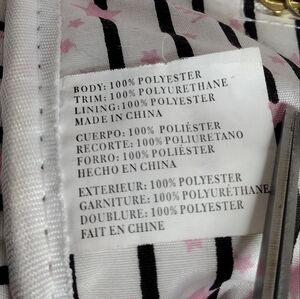 BODY: 100% POLYESTER
TRIM: 100% POLYURETHANE
LINING: 100% POLYESTER
MADE IN CHINA
CUERPO: 100% POLIÉSTER
RECORTE: 100% POLIURETANO
FORRO: 100% POLIÈSTER
HECHO EN CHINA
EXTERIEUR: 100% POLYESTER
GARNITURE: 100% POLYURÉTHANE
DOUBLURE: 100% POLYESTER
FAIT EN CHINE